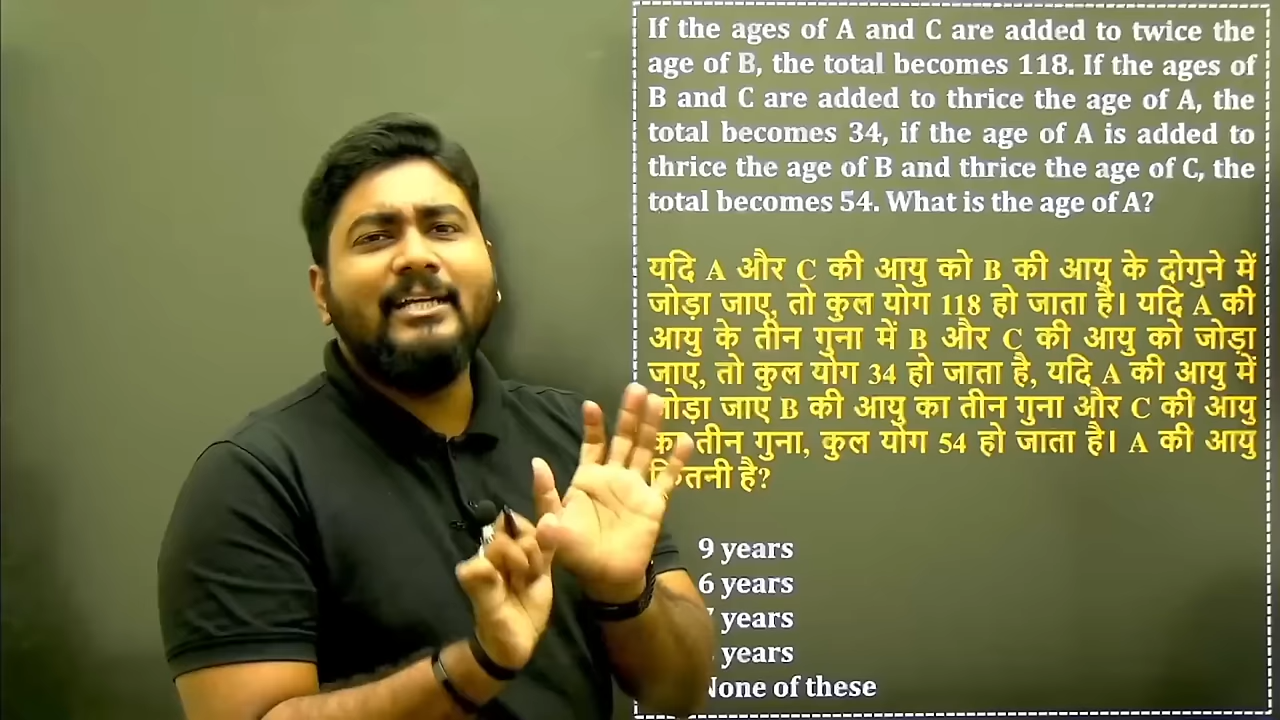 If the ages of A and C are added to twice the
age of B, the total becomes 118. If the ages of
B and C are added to thrice the age of A, the
total becomes 34, if the age of A is added to
thrice the age of B and thrice the age of C, the
total becomes 54. What is the age of A?
यदि A और C की आयु को B की आयु के दोगुने में
जोड़ा जाए, तो कुल योग 118 हो जाता है। यदि A की
आयु के तीन गुना में B और C की आयु को जोड़ा
जाए, तो कुल योग 34 हो जाता है, यदि A की आयु में
जोड़ा जाए B की आयु का तीन गुना और C की आयु
का तीन गुना, कुल योग 54 हो जाता है। A की आयु
कितनी है?
9 years
6 years
7 years
years
None of these